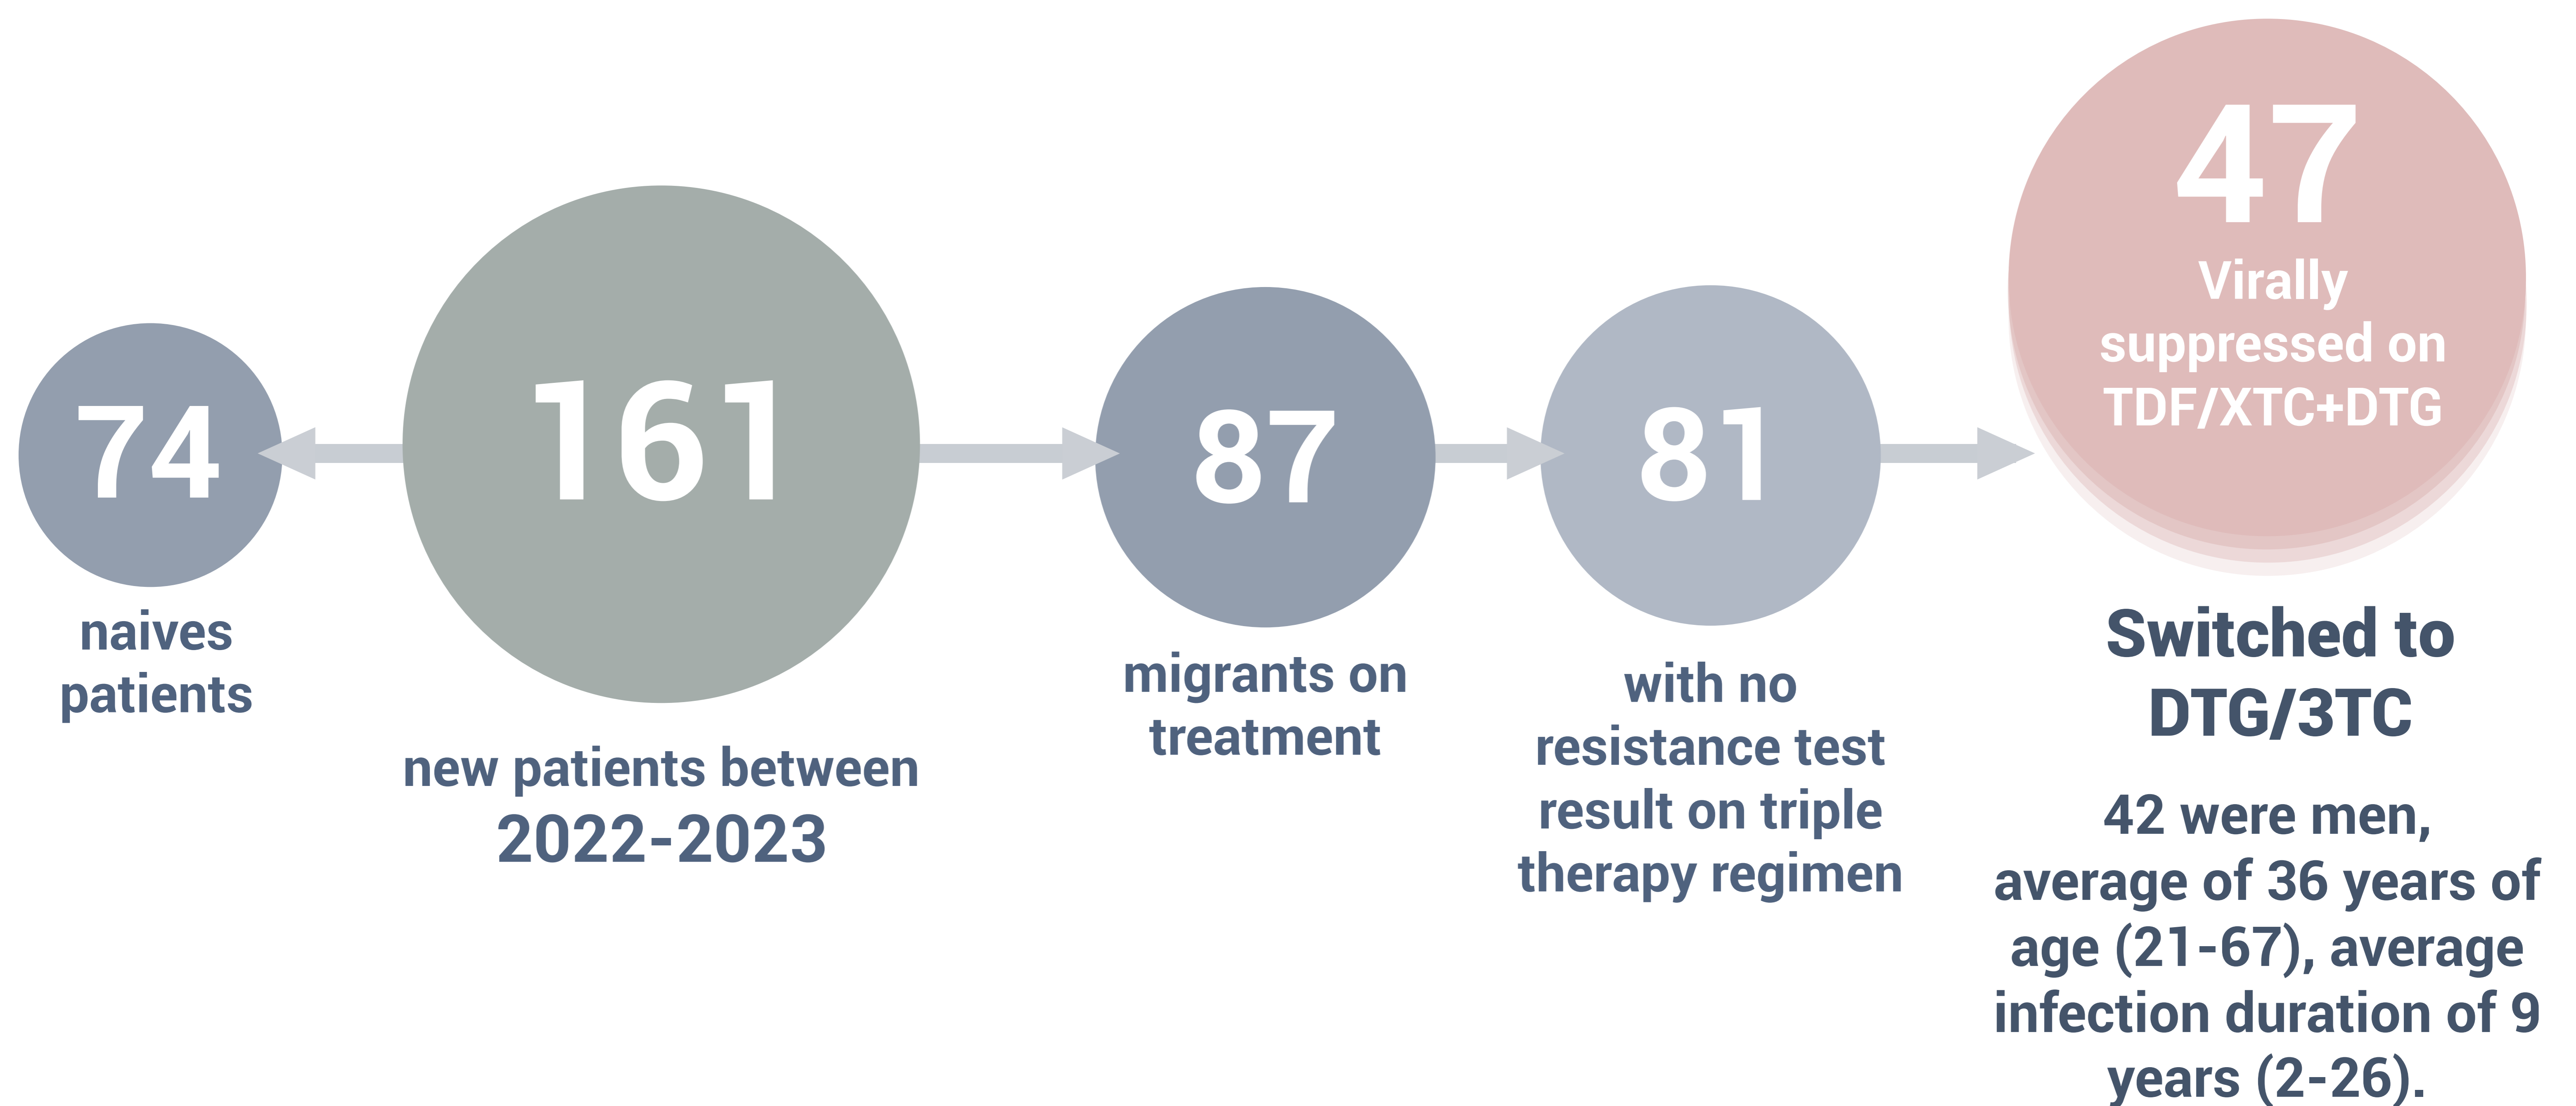 74
naives
patients
161
new patients between
2022-2023
87
migrants on
treatment
81
with no
resistance test
result on triple
therapy regimen
47
Virally
suppressed on
TDF/XTC+DTG
Switched to
DTG/3TC
42 were men,
average of 36 years of
age (21-67), average
infection duration of 9
years (2-26).